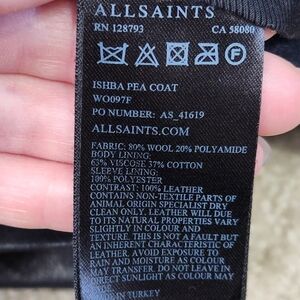 ALLSAINTS
RN 128793 CA 58080
F
ISHBA PEA COAT
WO097F
PO NUMBER: AS_41619
ALLSAINTS.COM
FABRIC: 80% WOOL 20% POLYAMIDE
BODY LINING:
63% VISCOSE 37% COTTON
SLEEVE LINING:
100% POLYESTER
CONTRAST: 100% LEATHER
CONTAINS NON-TEXTILE PARTS OF
ANIMAL ORIGIN SPECIALIST DRY
CLEAN ONLY. LEATHER WILL DUE
TO ITS NATURAL PROPERTIES VARY
SLIGHTLY IN COLOUR AND
TEXTURE. THIS IS NOT A FAULT BUT
AN INHERENT CHARACTERISTIC OF
LEATHER. AVOID EXPOSURE TO
RAIN AND MOISTURE AS COLOUR
MAY TRANSFER. DO NOT LEAVE IN
DIRECT SUNLIGHT AS COLOUR MAY
IN TURKEY